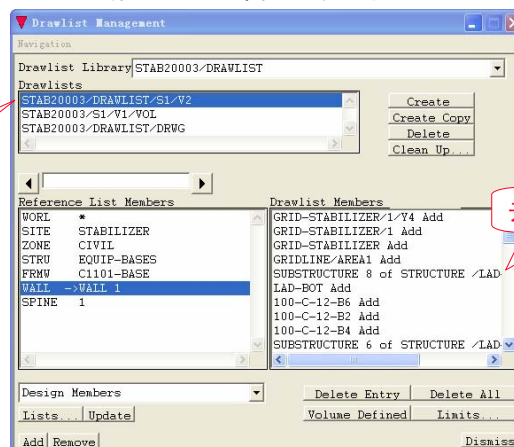 Drawlist Management
Navigation
Drawlist Library STAB20003/DRAWLIST
Drawlists
STAB20003/DRAWLIST/S1/V2
STAB20003/S1/V1/VOL
STAB20003/DRAWLIST/DRWG
Create
Create Copy
Delete
Clean Up...
Reference List Members
WORL *
SITE STABILIZER
ZONE CIVIL
STRU EQUIP-BASES
FRMW C1101-BASE
WALL ->WALL 1
SPINE 1
Drawlist Members
GRID-STABILIZER/1/Y4 Add
GRID-STABILIZER/1 Add
GRID-STABILIZER Add
GRIDLINE/AREA1 Add
SUBSTRUCTURE 8 of STRUCTURE /LAD-
LAD-BOT Add
100-C-12-B6 Add
100-C-12-B2 Add
100-C-12-B4 Add
SUBSTRUCTURE 6 of STRUCTURE /LAD-
Design Members
Lists... Update
Add Remove
Delete Entry Delete All
Volume Defined Limits...
Dismiss